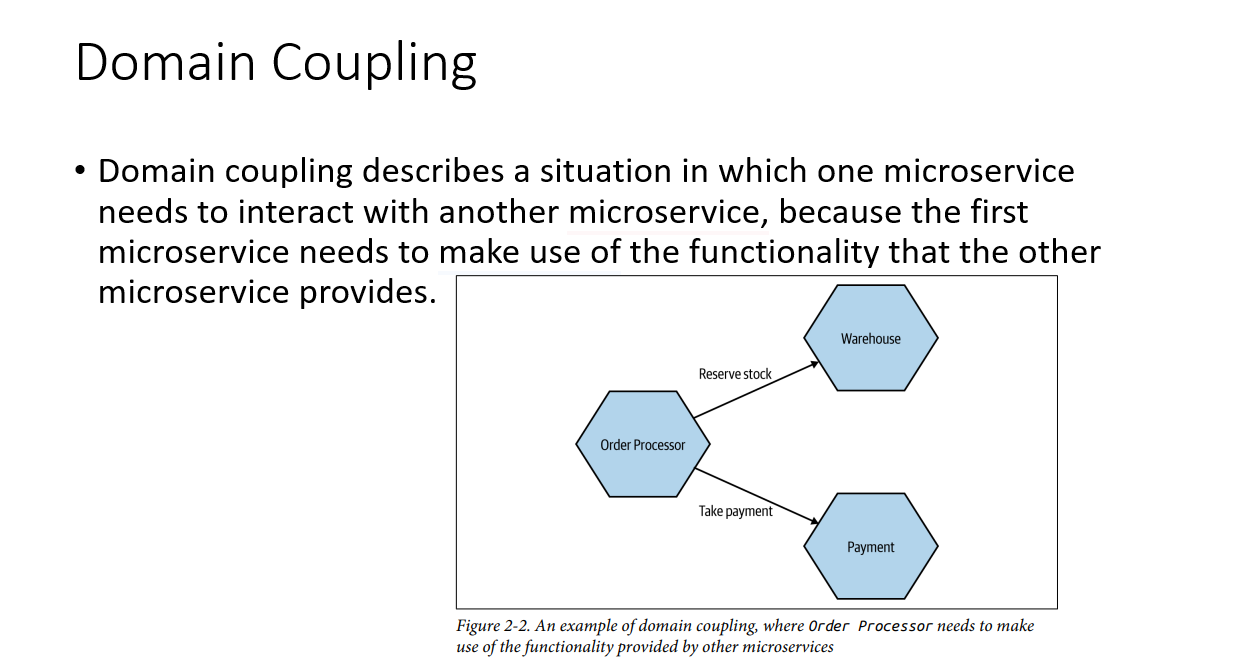 Domain Coupling
• Domain coupling describes a situation in which one microservice
needs to interact with another microservice, because the first
microservice needs to make use of the functionality that the other
microservice provides.
Warehouse
Reserve stock
Order Processor
Take payment
Payment
Figure 2-2. An example of domain coupling, where Order Processor needs to make
use of the functionality provided by other microservices